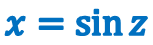 x = sin z